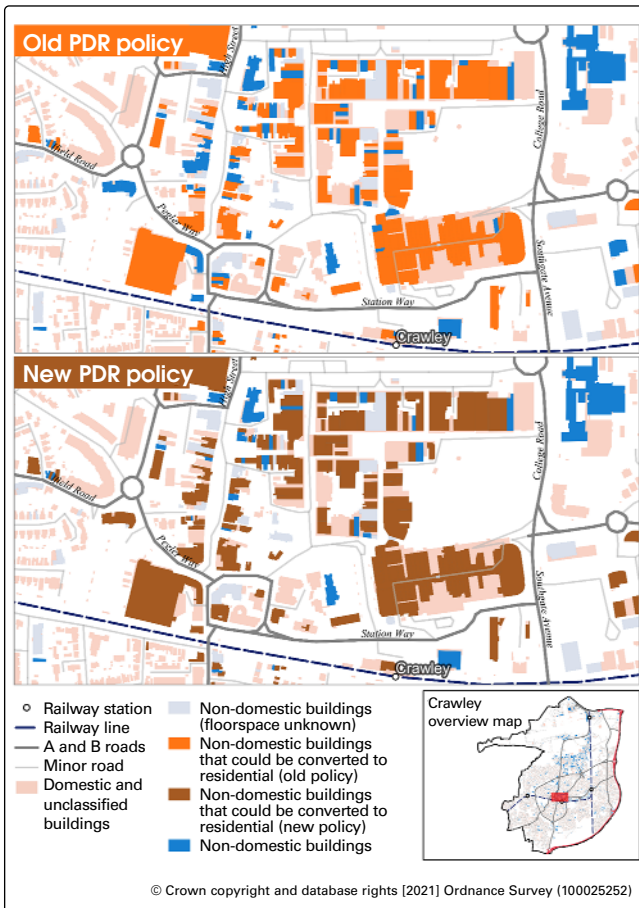 Old PDR policy
High Street
College Road
Ifield Road
Pegler Way
Southgate Avenue
Station Way
Crawley
New PDR policy
High Street
College Road
Ifield Road
Pegler Way
Southgate Avenue
Station Way
Crawley
Railway station
Railway line
A and B roads
Minor road
Domestic and
unclassified
buildings
Non-domestic buildings
(floorspace unknown)
Non-domestic buildings
that could be converted to
residential (old policy)
Non-domestic buildings
that could be converted to
residential (new policy)
Non-domestic buildings
Crawley
overview map
© Crown copyright and database rights [2021] Ordnance Survey (100025252)